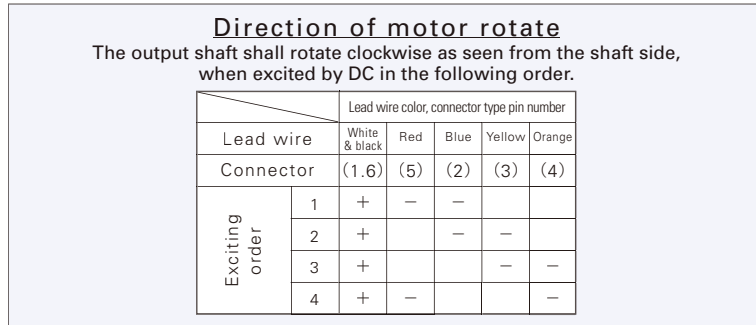 Direction of motor rotate
The output shaft shall rotate clockwise as seen from the shaft side,
when excited by DC in the following order.
Lead wire color, connector type pin number
Lead wire White & black Red Blue Yellow Orange
Connector (1.6) (5) (2) (3) (4)
Exciting order
1 + − −
2 + − −
3 + − −
4 + − −